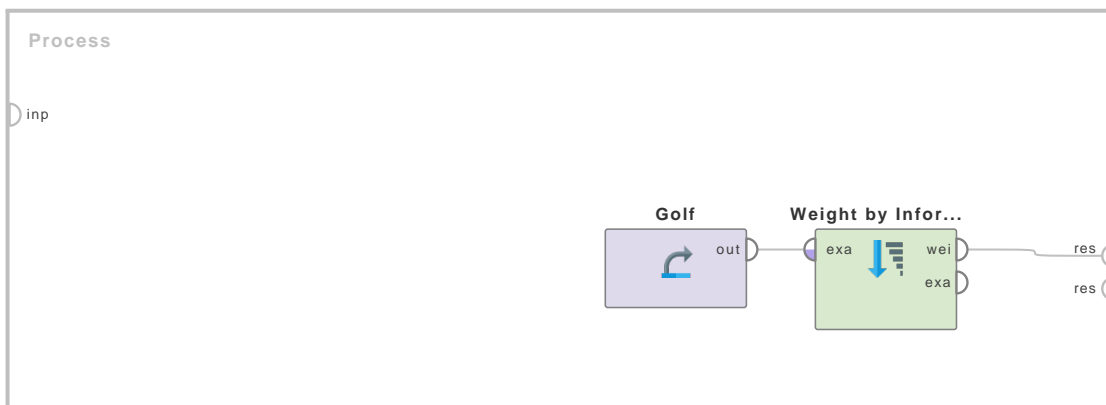 Process
inp
Golf
Weight by Infor...
out
exa
wei
exa
res
res